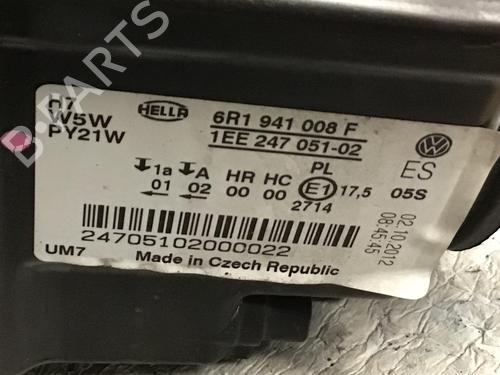 H7
W5W
PY21W
HELLA
6R1 941 008 F
1EE 247 051-02
1a A HR HC PL
01 02 00 00 E1 17,5
2714
ES
05S
02.10.2012
08:45:45
24705102000022
UM7
Made in Czech Republic
B-PARTS